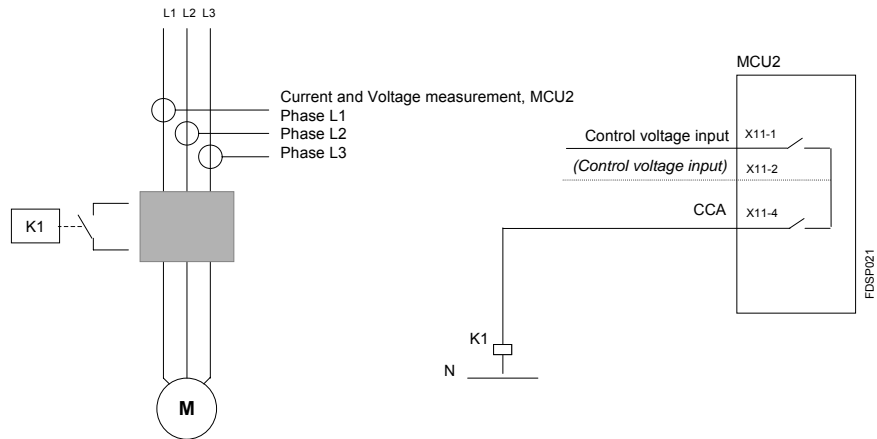 L1 L2 L3
Current and Voltage measurement, MCU2
Phase L1
Phase L2
Phase L3
K1
M
MCU2
Control voltage input X11-1
(Control voltage input) X11-2
CCA X11-4
K1
N
FDSP021